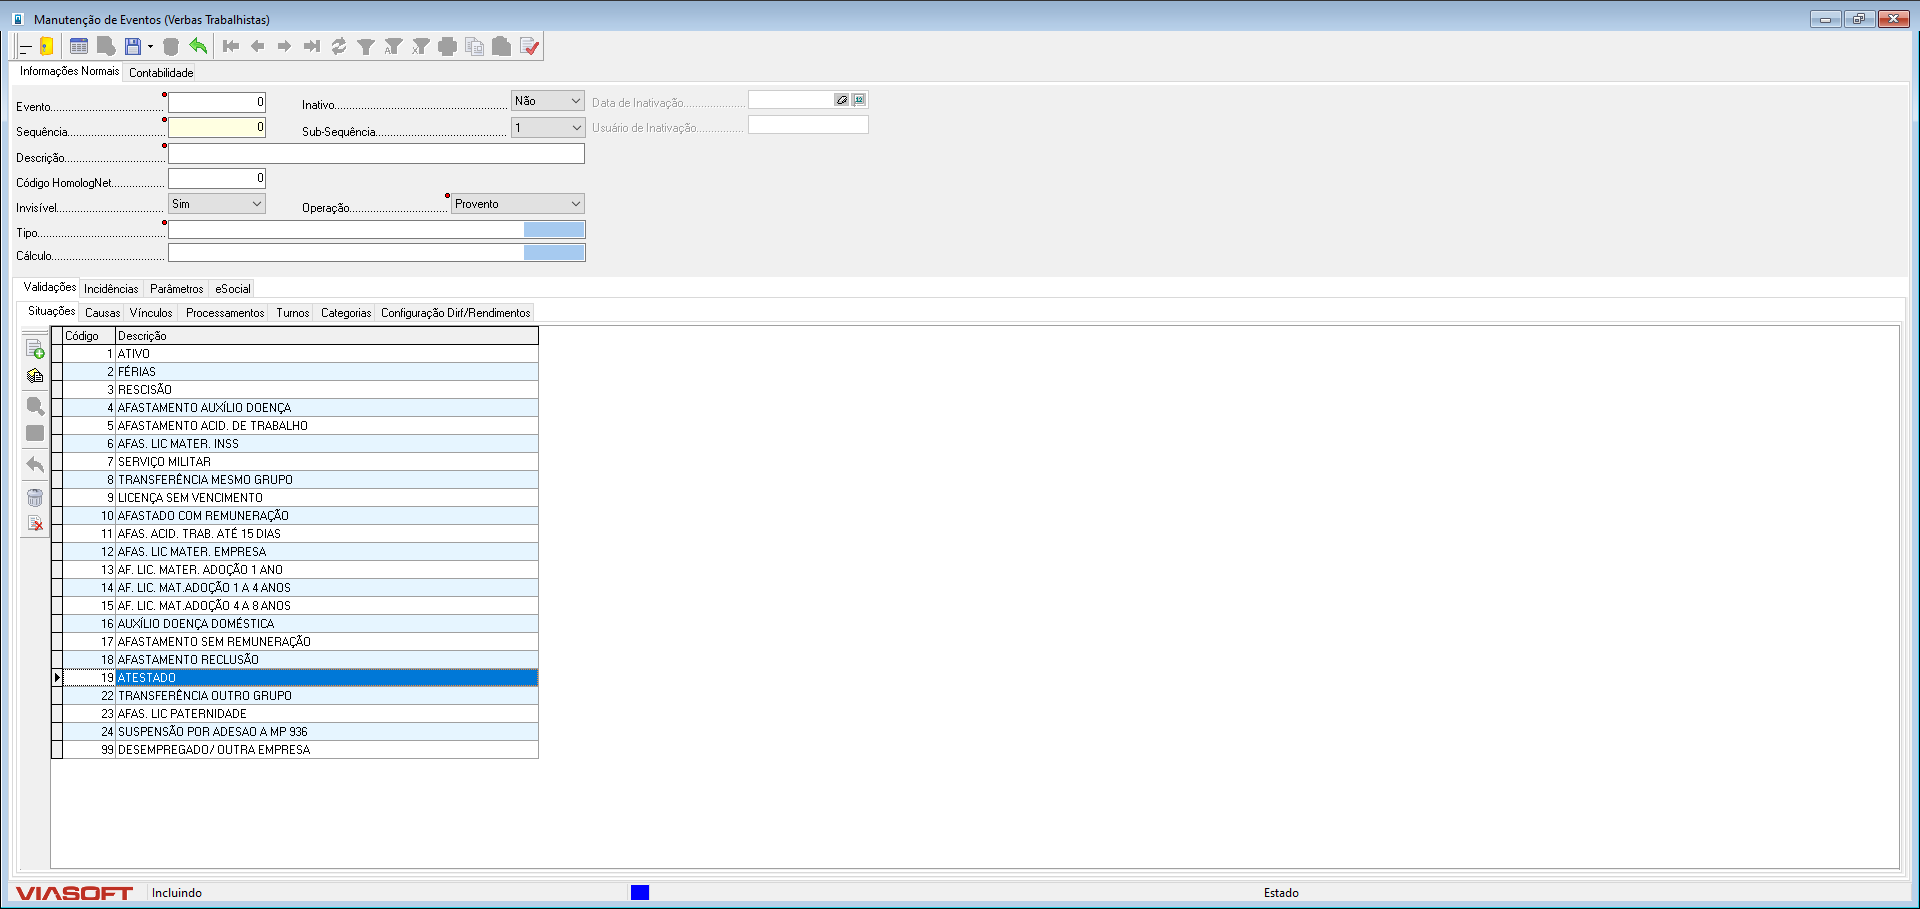 Manutenção de Eventos (Verbas Trabalhistas)
Informações Normais Contabilidade
Evento 0 Inativo Não Data de Inativação
Sequência 0 Sub-Sequência 1 Usuário de Inativação
Descrição
Código HomologNet 0
Invisível Sim Operação Provento
Tipo
Cálculo
Validações Incidências Parâmetros eSocial
Situações Causas Vínculos Processamentos Turnos Categorias Configuração Dirf/Rendimentos
Código Descrição
1 ATIVO
2 FÉRIAS
3 RESCISÃO
4 AFASTAMENTO AUXÍLIO DOENÇA
5 AFASTAMENTO ACID. DE TRABALHO
6 AFAS. LIC MATER. INSS
7 SERVIÇO MILITAR
8 TRANSFERÊNCIA MESMO GRUPO
9 LICENÇA SEM VENCIMENTO
10 AFASTADO COM REMUNERAÇÃO
11 AFAS. ACID. TRAB. ATÉ 15 DIAS
12 AFAS. LIC MATER. EMPRESA
13 AF. LIC. MATER. ADOÇÃO 1 ANO
14 AF. LIC. MAT.ADOÇÃO 1 A 4 ANOS
15 AF. LIC. MAT.ADOÇÃO 4 A 8 ANOS
16 AUXÍLIO DOENÇA DOMÉSTICA
17 AFASTAMENTO SEM REMUNERAÇÃO
18 AFASTAMENTO RECLUSÃO
19 ATESTADO
22 TRANSFERÊNCIA OUTRO GRUPO
23 AFAS. LIC PATERNIDADE
24 SUSPENSÃO POR ADESAO A MP 936
99 DESEMPREGADO/ OUTRA EMPRESA
VIASOFT Incluindo Estado